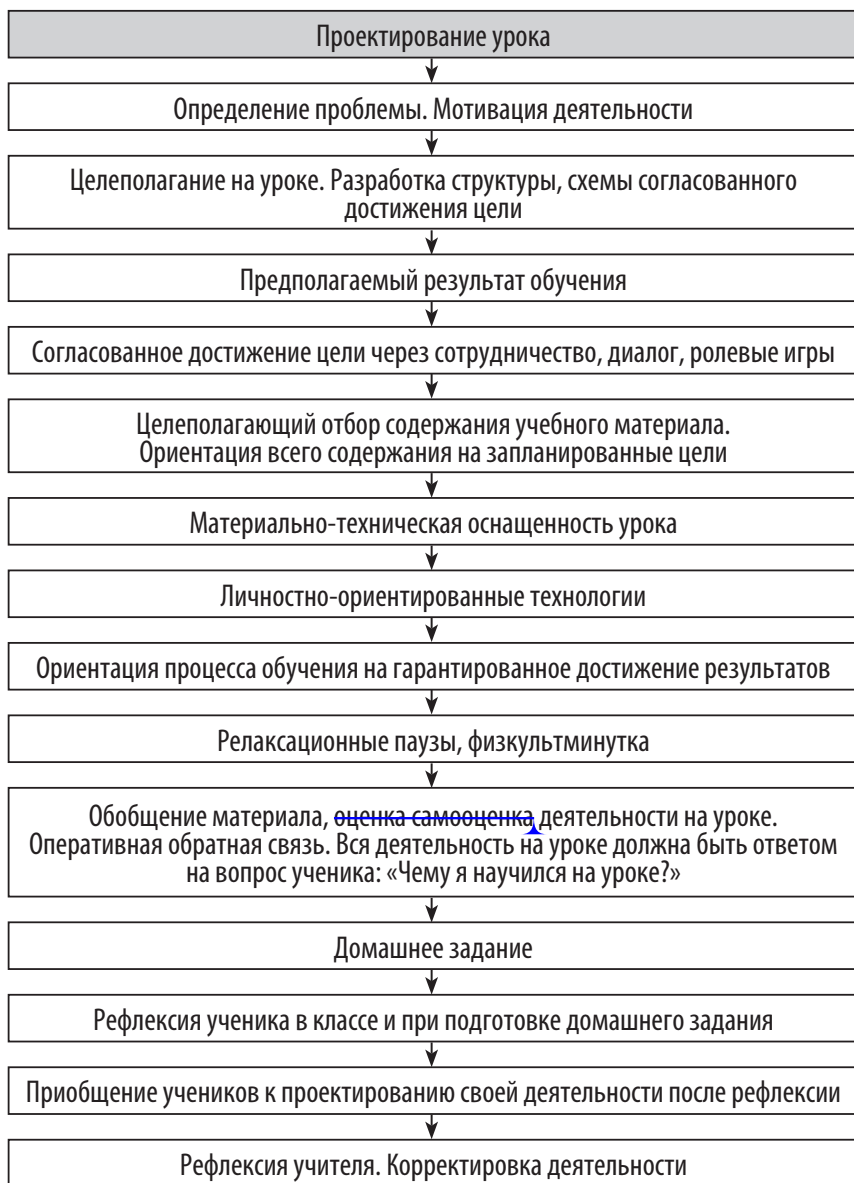 Проектирование урока
Определение проблемы. Мотивация деятельности
Целеполагание на уроке. Разработка структуры, схемы согласованного
достижения цели
Предполагаемый результат обучения
Согласованное достижение цели через сотрудничество, диалог, ролевые игры
Целеполагающий отбор содержания учебного материала.
Ориентация всего содержания на запланированные цели
Материально-техническая оснащенность урока
Личностно-ориентированные технологии
Ориентация процесса обучения на гарантированное достижение результатов
Релаксационные паузы, физкультминутка
Обобщение материала, оценка самооценка деятельности на уроке.
Оперативная обратная связь. Вся деятельность на уроке должна быть ответом
на вопрос ученика: «Чему я научился на уроке?»
Домашнее задание
Рефлексия ученика в классе и при подготовке домашнего задания
Приобщение учеников к проектированию своей деятельности после рефлексии
Рефлексия учителя. Корректировка деятельности